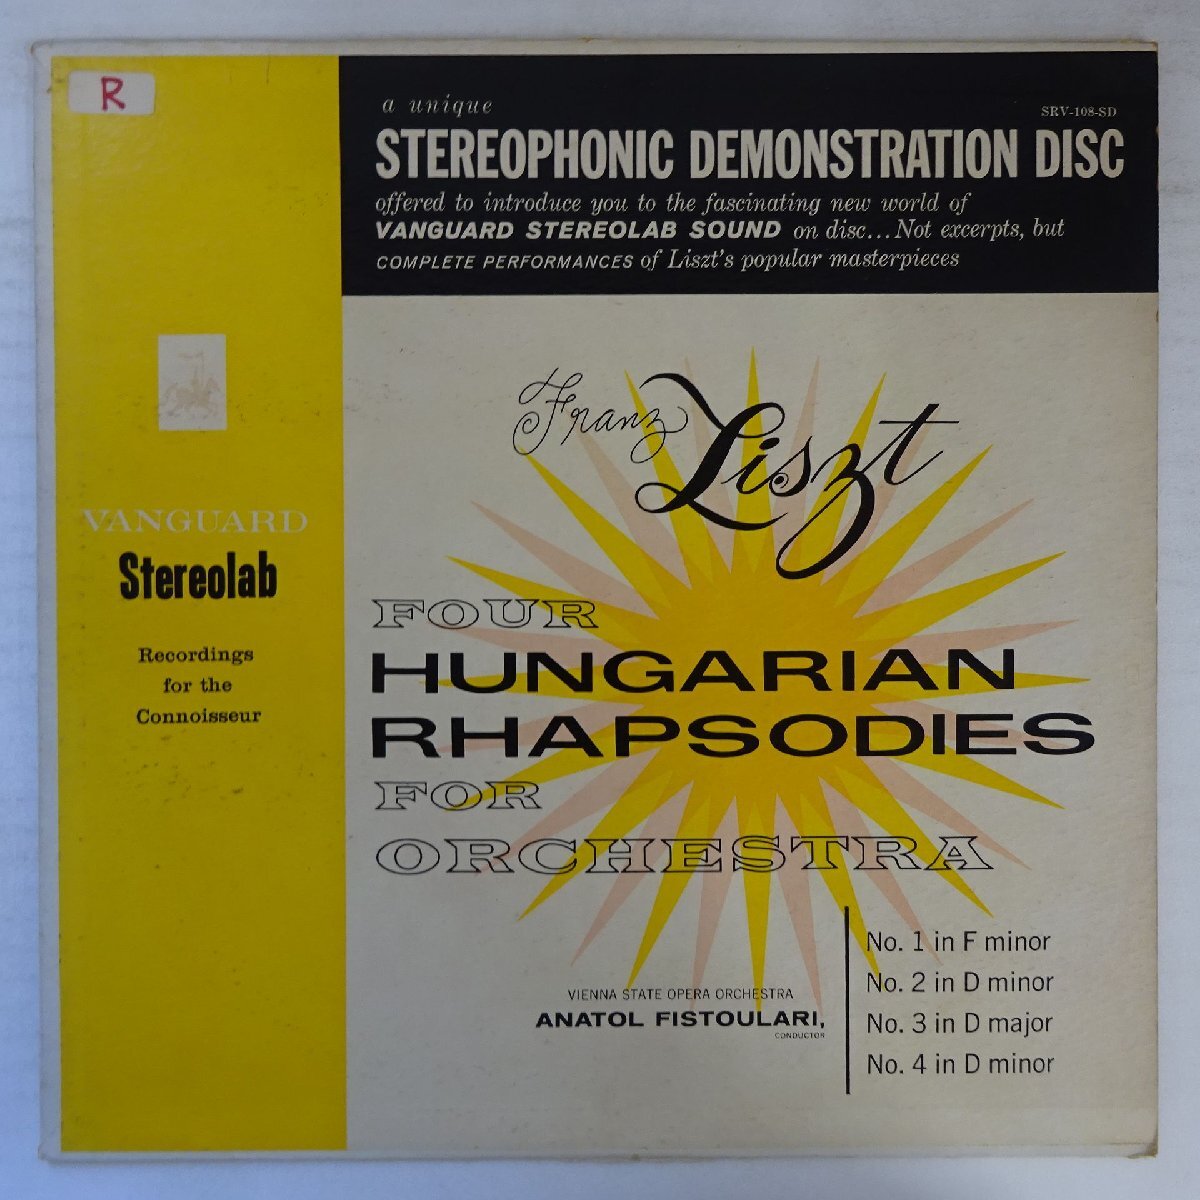 R
a unique
SRV-108-SD
STEREOPHONIC DEMONSTRATION DISC
offered to introduce you to the fascinating new world of
VANGUARD STEREOLAB SOUND on disc...Not excerpts, but
COMPLETE PERFORMANCES of Liszt's popular masterpieces
VANGUARD
Stereolab
Recordings
for the
Connoisseur
Franz Liszt
FOUR
HUNGARIAN
RHAPSODIES
FOR
ORCHESTRA
VIENNA STATE OPERA ORCHESTRA
ANATOL FISTOULARI,
CONDUCTOR
No. 1 in F minor
No. 2 in D minor
No. 3 in D major
No. 4 in D minor